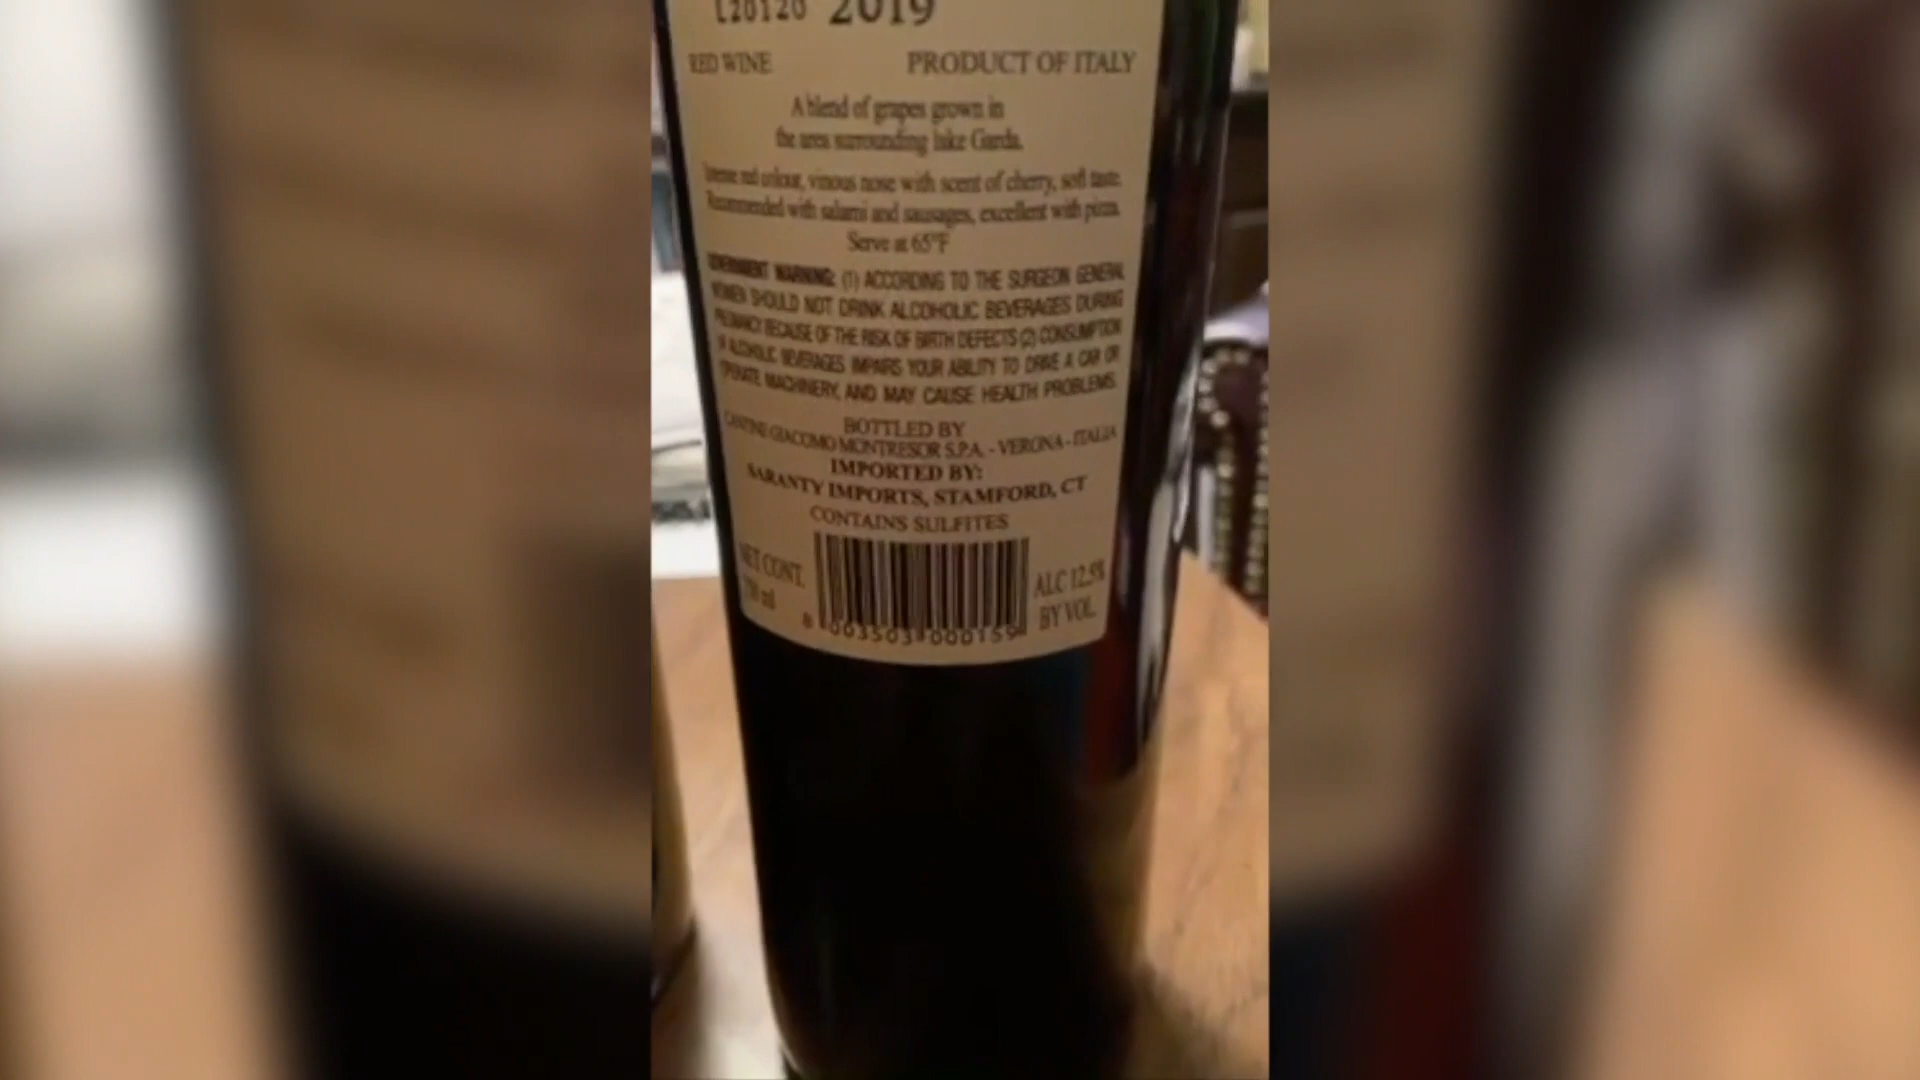 L20120 2019
RED WINE PRODUCT OF ITALY
A blend of grapes grown in
the area surrounding lake Garda.
Intense red colour, vinous nose with scent of cherry, soft taste.
Recommended with salami and sausages, excellent with pizza.
Serve at 65°F
GOVERNMENT WARNING: (1) ACCORDING TO THE SURGEON GENERAL
WOMEN SHOULD NOT DRINK ALCOHOLIC BEVERAGES DURING
PREGNANCY BECAUSE OF THE RISK OF BIRTH DEFECTS (2) CONSUMPTION
OF ALCOHOLIC BEVERAGES IMPAIRS YOUR ABILITY TO DRIVE A CAR OR
OPERATE MACHINERY, AND MAY CAUSE HEALTH PROBLEMS.
BOTTLED BY
CANTINE GIACOMO MONTRESOR S.P.A. - VERONA - ITALIA
IMPORTED BY:
SARANTY IMPORTS, STAMFORD, CT
CONTAINS SULFITES
NET CONT. ALC 12.5%
750 ml BY VOL.
8 003503 000159